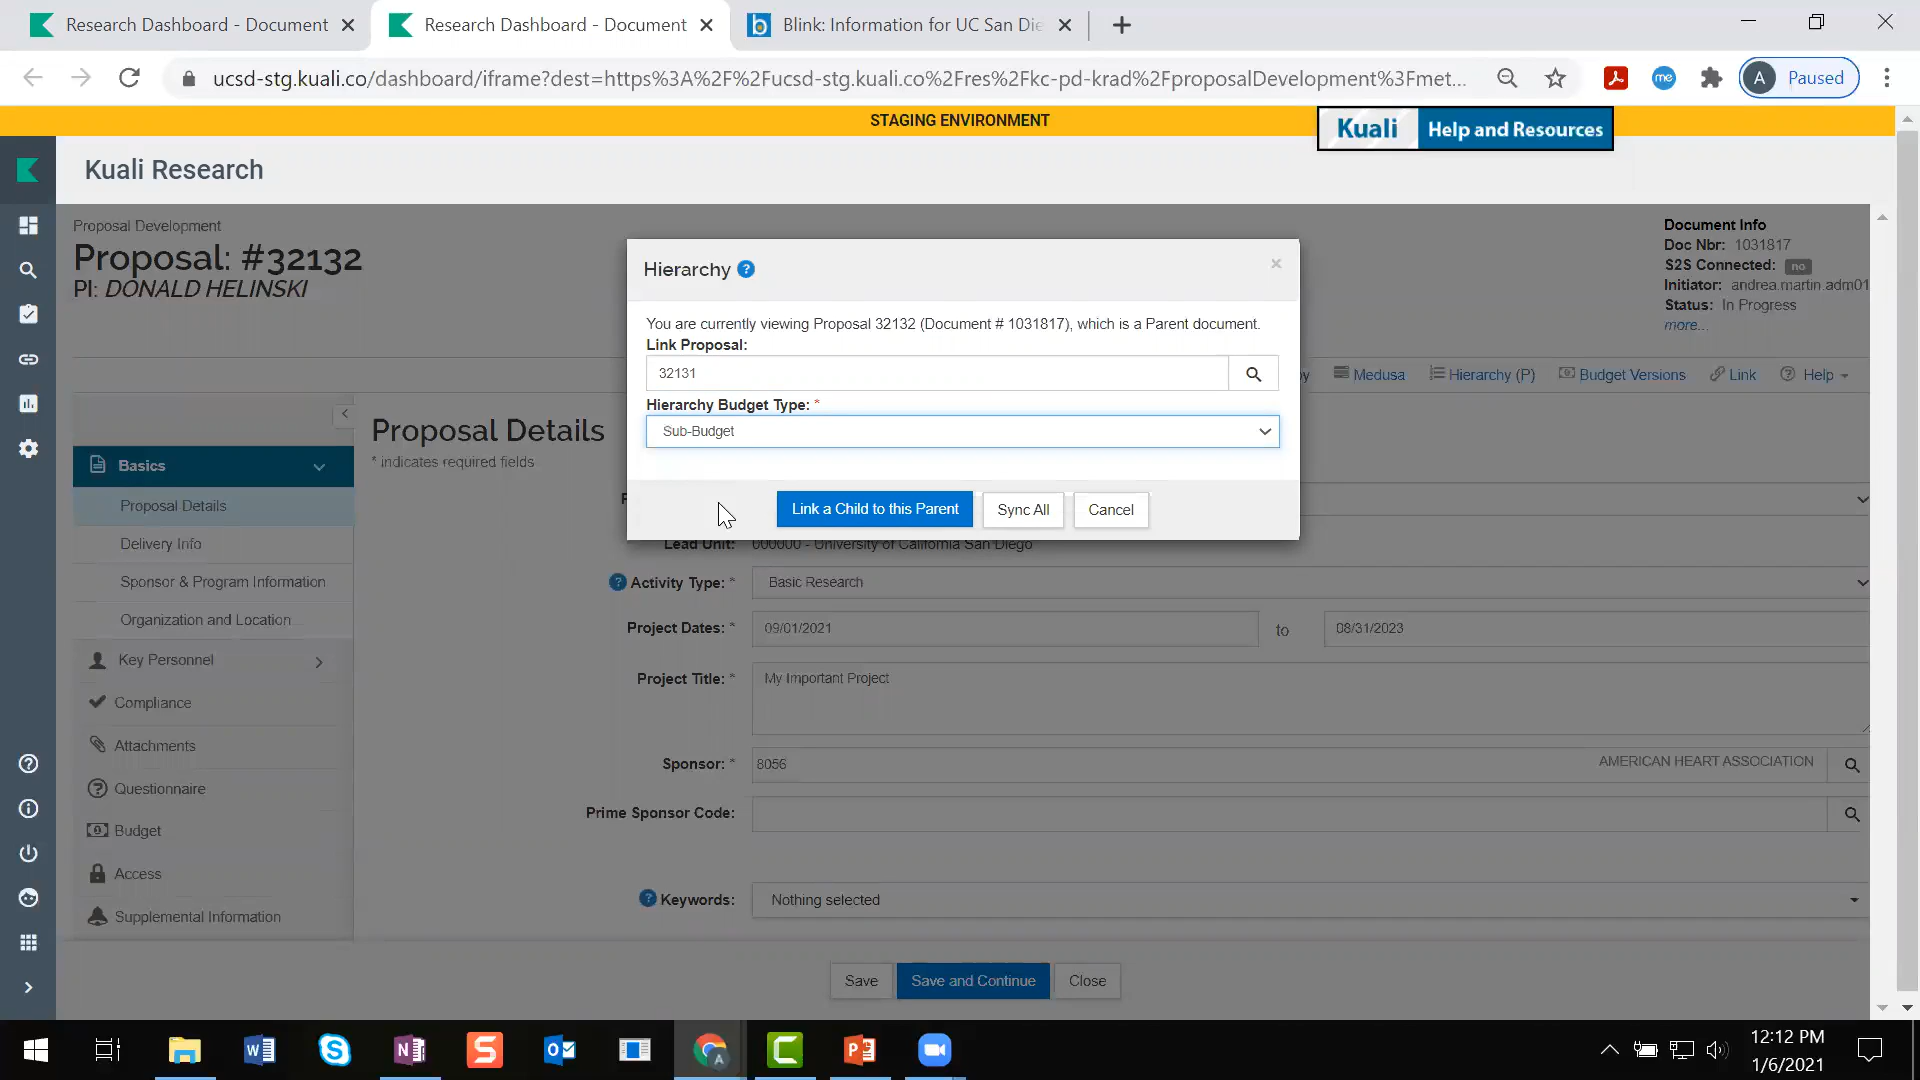 Research Dashboard - Document
Research Dashboard - Document
Blink: Information for UC San Die
ucsd-stg.kuali.co/dashboard/iframe?dest=https%3A%2F%2Fucsd-stg.kuali.co%2Fres%2Fkc-pd-krad%2FproposalDevelopment%3Fmet...
me
A Paused
STAGING ENVIRONMENT
Kuali Help and Resources
Kuali Research
Proposal Development
Proposal: #32132
PI: DONALD HELINSKI
Document Info
Doc Nbr: 1031817
S2S Connected: no
Initiator: andrea.martin.adm01
Status: In Progress
more...
Medusa
Hierarchy (P)
Budget Versions
Link
Help
Hierarchy ?
You are currently viewing Proposal 32132 (Document # 1031817), which is a Parent document.
Link Proposal:
32131
Hierarchy Budget Type: *
Sub-Budget
Link a Child to this Parent
Sync All
Cancel
Basics
Proposal Details
Delivery Info
Sponsor & Program Information
Organization and Location
Key Personnel
Compliance
Attachments
Questionnaire
Budget
Access
Supplemental Information
Proposal Details
* indicates required fields
Lead Unit: 000000 - University of California San Diego
? Activity Type: * Basic Research
Project Dates: * 09/01/2021 to 08/31/2023
Project Title: * My Important Project
Sponsor: * 8056 AMERICAN HEART ASSOCIATION
Prime Sponsor Code:
? Keywords: Nothing selected
Save
Save and Continue
Close
12:12 PM
1/6/2021